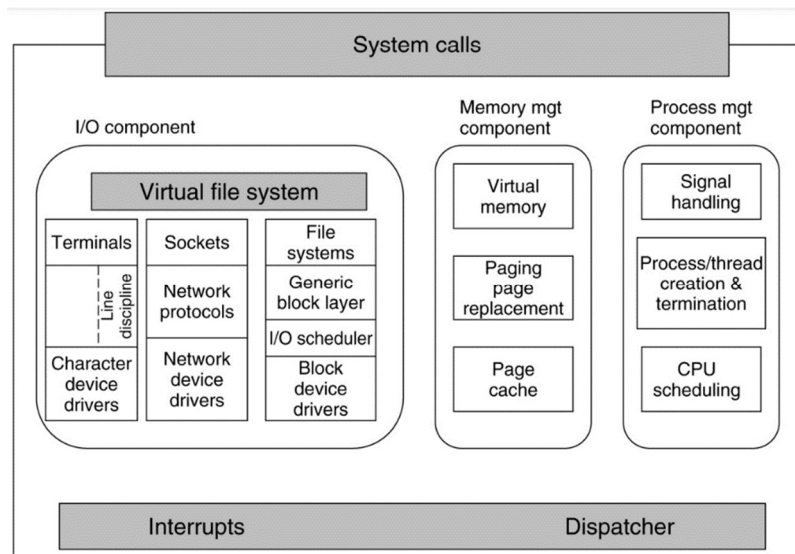 System calls
I/O component
Memory mgt
component
Process mgt
component
Virtual file system
Terminals
Line
discipline
Character
device
drivers
Sockets
Network
protocols
Network
device
drivers
File
systems
Generic
block layer
I/O scheduler
Block
device
drivers
Virtual
memory
Paging
page
replacement
Page
cache
Signal
handling
Process/thread
creation &
termination
CPU
scheduling
Interrupts
Dispatcher